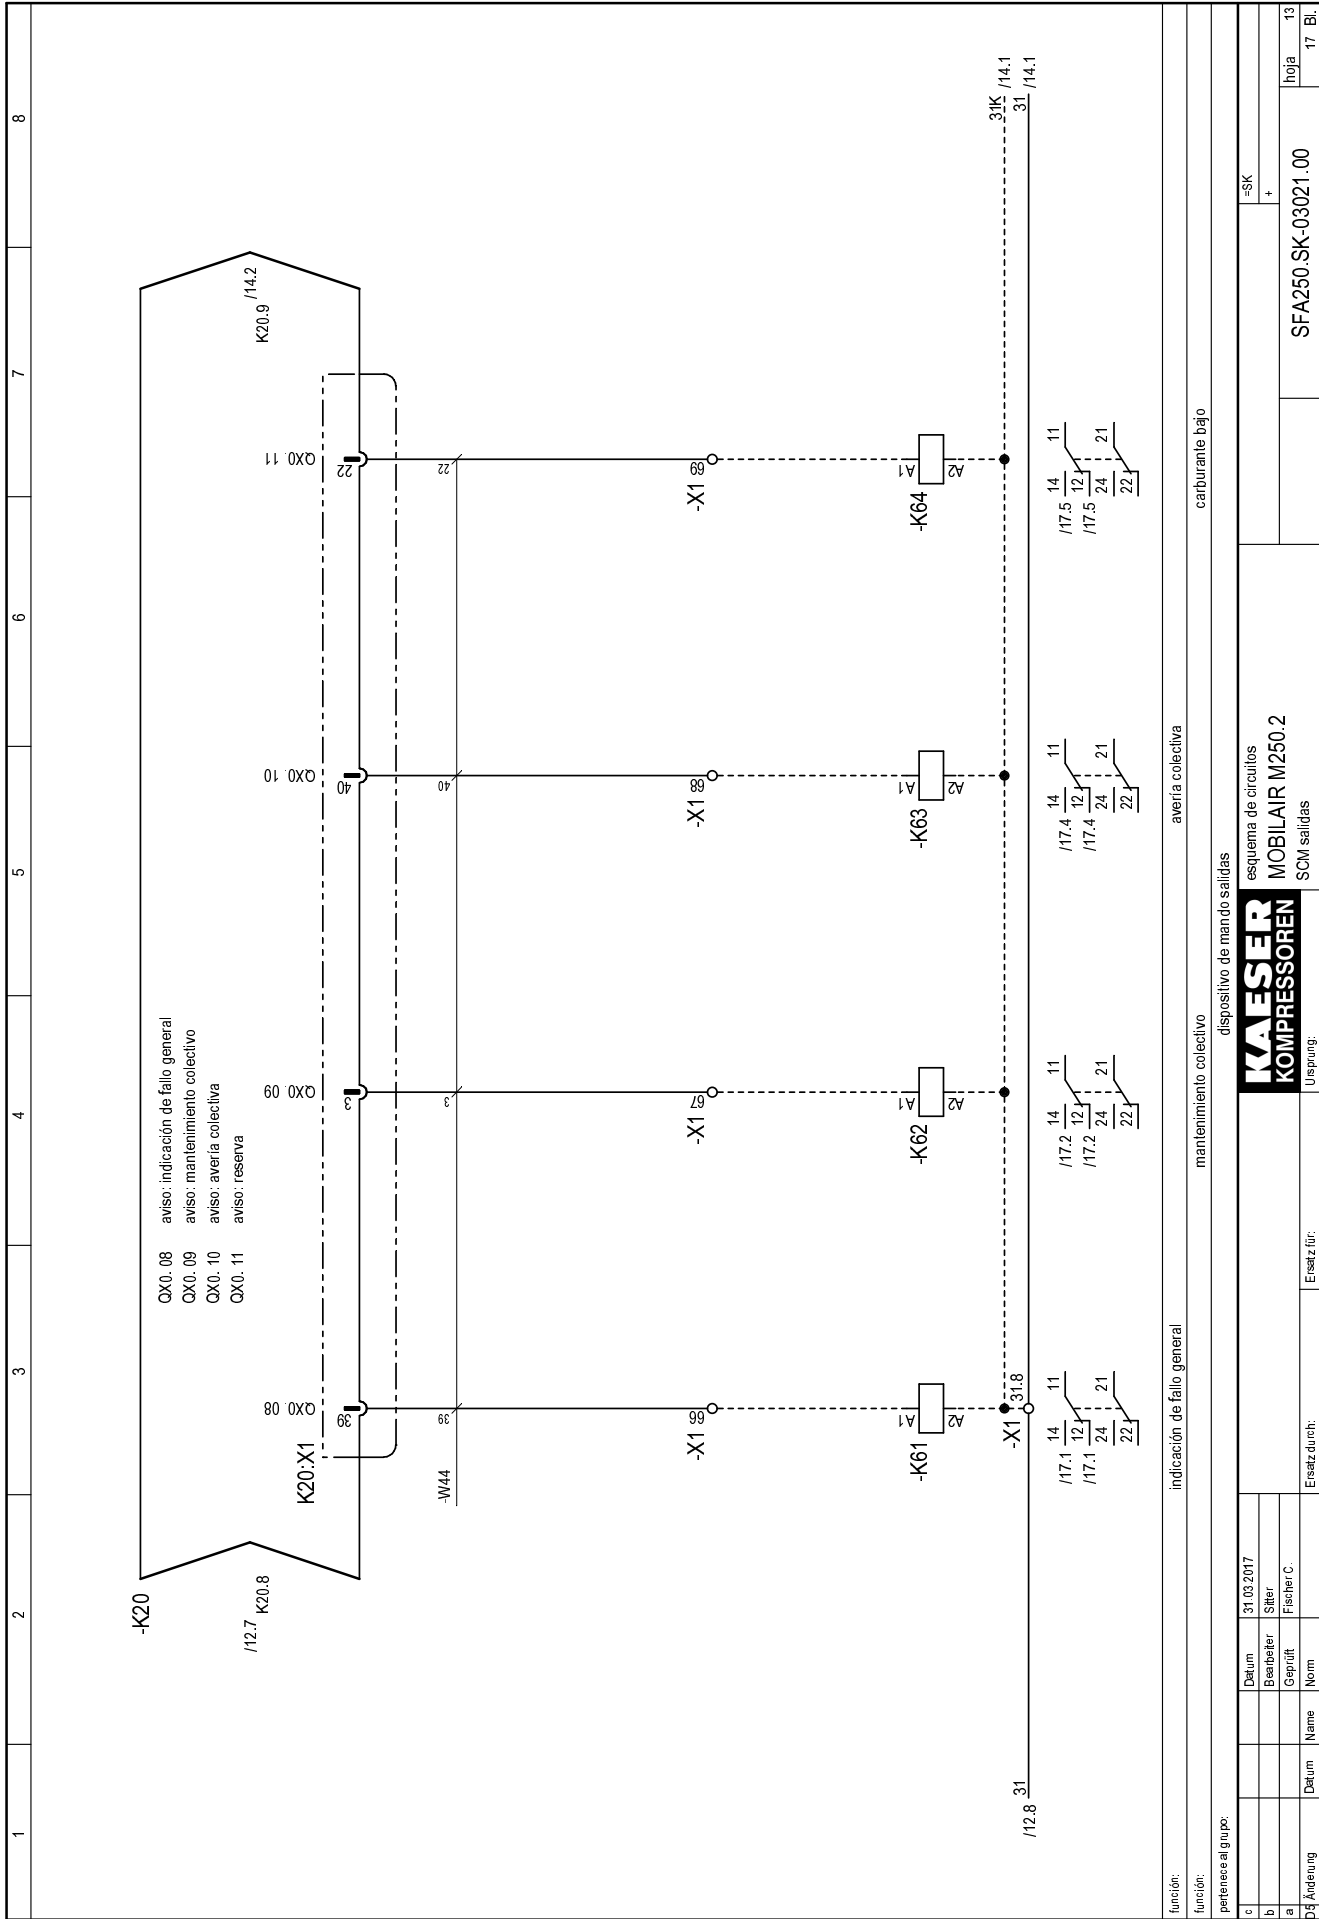 1 2 3 4 5 6 7 8
-K20
/12.7 K20.8
K20.9 /14.2
QX0. 08 aviso: indicación de fallo general
QX0. 09 aviso: mantenimiento colectivo
QX0. 10 aviso: avería colectiva
QX0. 11 aviso: reserva
QX0. 08 QX0. 09 QX0. 10 QX0. 11
K20:X1
39 3 40 22
-W44
39 3 40 22
-X1 66 -X1 67 -X1 68 -X1 69
A1 A1 A1 A1
-K61 -K62 -K63 -K64
A2 A2 A2 A2
31K /14.1
-X1 31.8
/12.8 31
31 /14.1
/17.1 14 11 /17.2 14 11 /17.4 14 11 /17.5 14 11
/17.1 12 /17.2 12 /17.4 12 /17.5 12
24 21 24 21 24 21 24 21
22 22 22 22
función: indicación de fallo general avería colectiva
función: mantenimiento colectivo carburante bajo
pertenece al grupo: dispositivo de mando salidas
c Datum 31.03.2017
b Bearbeiter Sitter
a Geprüft Fischer C.
D5 Änderung Datum Name Norm Ersatz durch: Ersatz für: Ursprung:
KAESER
KOMPRESSOREN
esquema de circuitos
MOBILAIR M250.2
SCM salidas
=SK
+
SFA250.SK-03021.00
hoja 13
17 Bl.